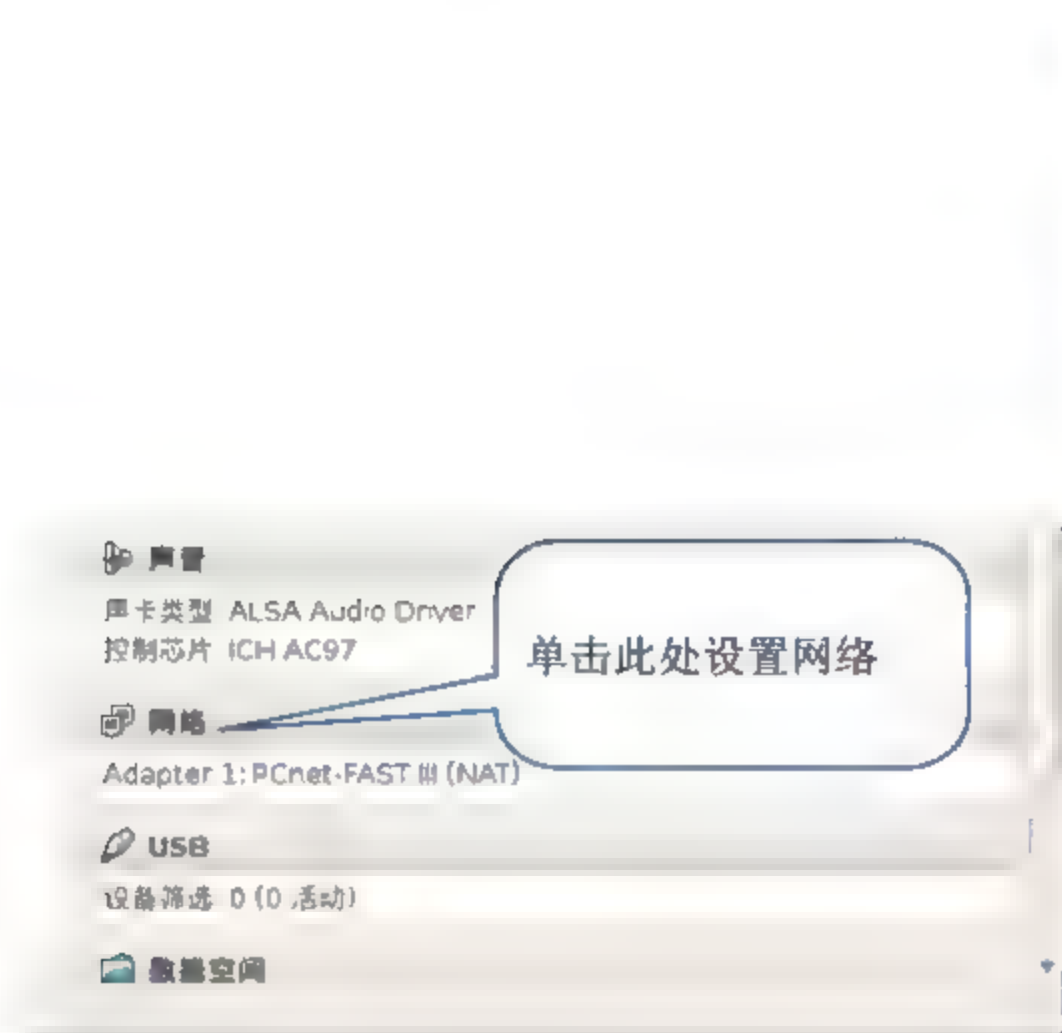 声音
声卡类型 ALSA Audio Driver
控制芯片 ICH AC97
单击此处设置网络
网络
Adapter 1: PCnet-FAST III (NAT)
USB
设备筛选 0 (0 活动)
数据空间